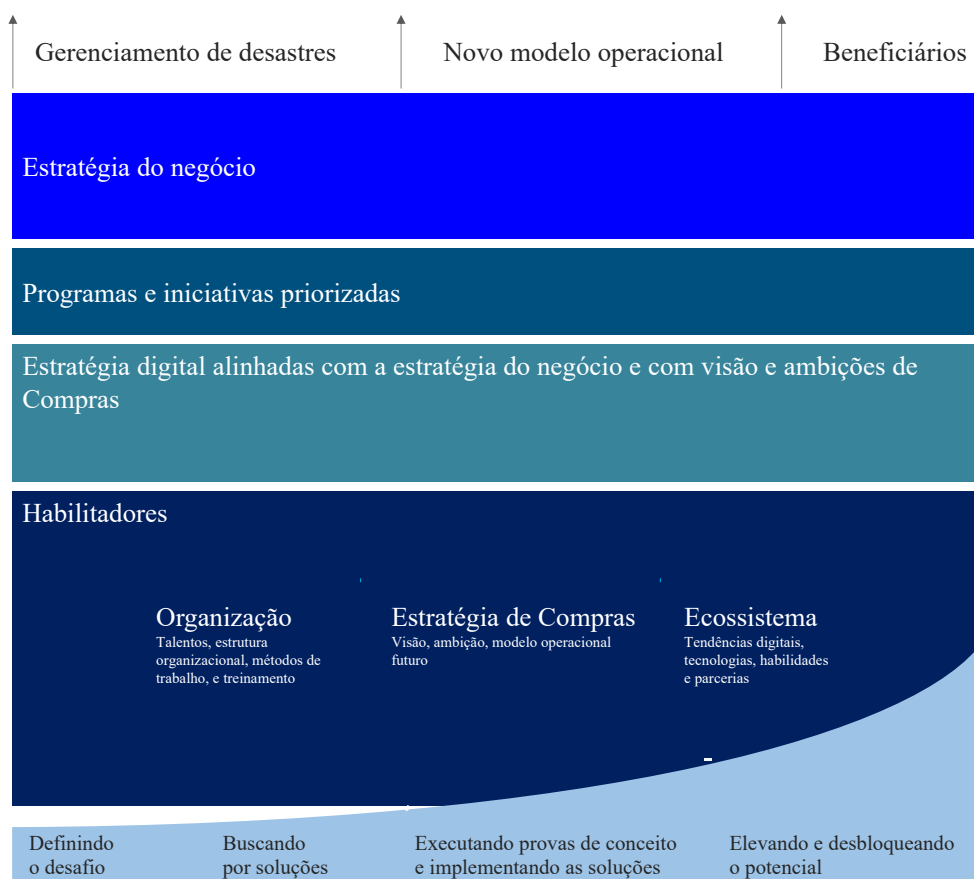 Gerenciamento de desastres
Novo modelo operacional
Beneficiários
Estratégia do negócio
Programas e iniciativas priorizadas
Estratégia digital alinhadas com a estratégia do negócio e com visão e ambições de
Compras
Habilitadores
Organização
Talentos, estrutura
organizacional, métodos de
trabalho, e treinamento
Estratégia de Compras
Visão, ambição, modelo operacional
futuro
Ecossistema
Tendências digitais,
tecnologias, habilidades
e parcerias
Definindo
o desafio
Buscando
por soluções
Executando provas de conceito
e implementando as soluções
Elevando e desbloqueando
o potencial